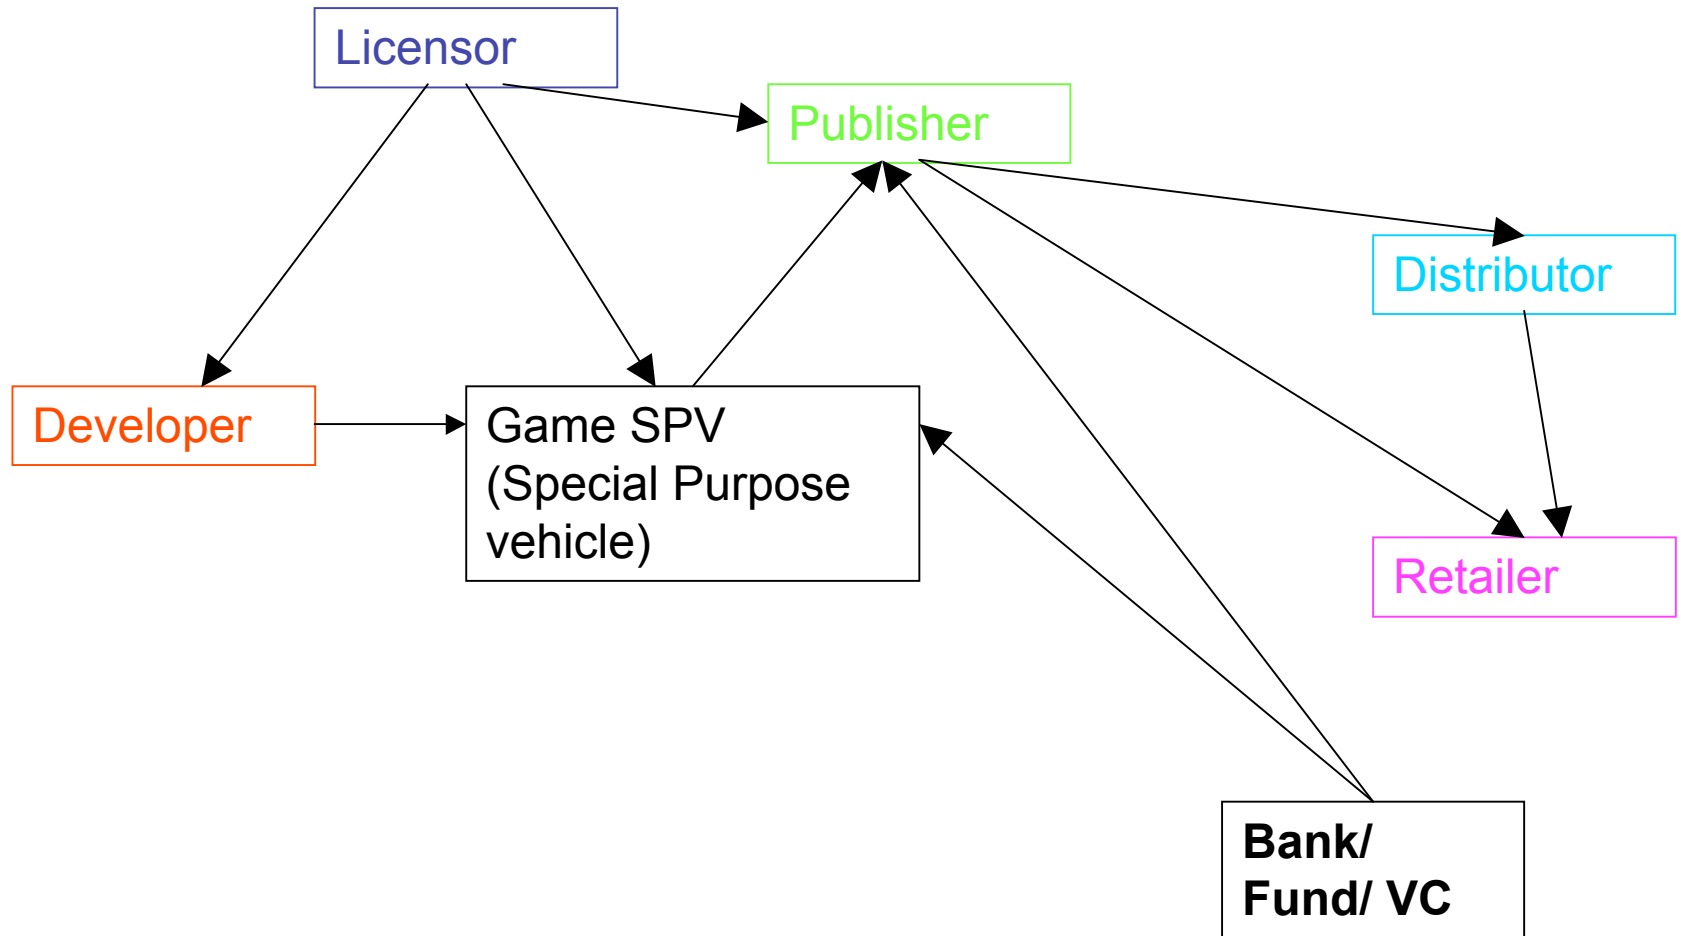 Licensor
Publisher
Distributor
Developer
Game SPV
(Special Purpose
vehicle)
Retailer
Bank/
Fund/ VC